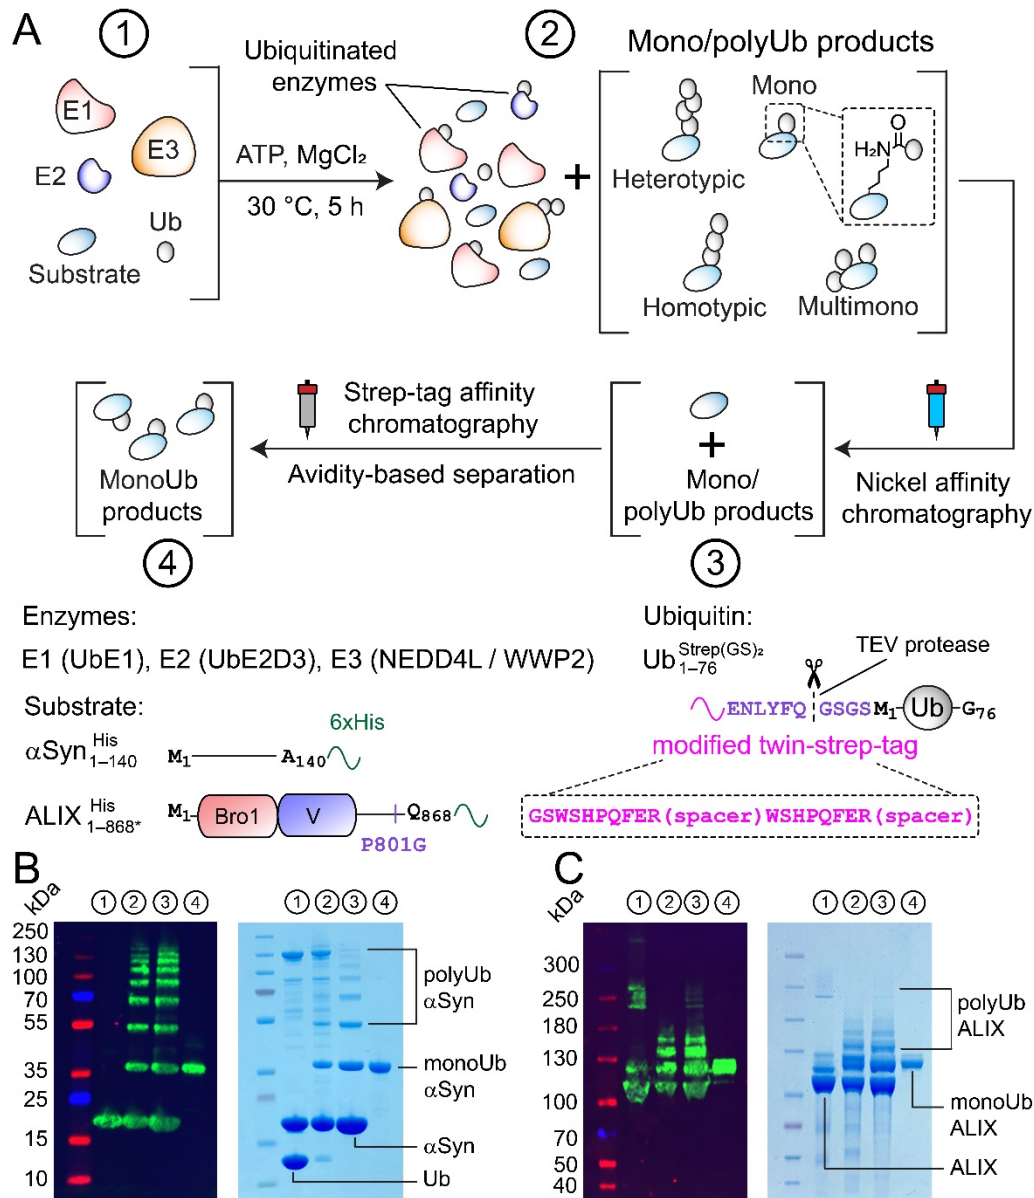 A
①
②
Mono/polyUb products
Ubiquitinated
enzymes
E1
E3
E2
Ub
Substrate
ATP, MgCl₂
30 °C, 5 h
+
Mono
Heterotypic
O
H₂N
Homotypic
Multimono
Strep-tag affinity
chromatography
Avidity-based separation
MonoUb
products
+
Mono/
polyUb products
Nickel affinity
chromatography
④
③
Enzymes:
E1 (UbE1), E2 (UbE2D3), E3 (NEDD4L / WWP2)
Substrate:
6xHis
αSyn His 1–140
M₁
A₁₄₀
ALIX His 1–868*
M₁
Bro1
V
Q₈₆₈
P801G
Ubiquitin:
Ub Strep(GS)₂ 1–76
TEV protease
ENLYFQ GSGS M₁ Ub G₇₆
modified twin-strep-tag
GSWSHPQFER(spacer)WSHPQFER(spacer)
B
kDa
① ② ③ ④
① ② ③ ④
250
130
100
70
55
35
25
15
10
polyUb
αSyn
monoUb
αSyn
αSyn
Ub
C
kDa
① ② ③ ④
① ② ③ ④
300
250
180
130
100
70
50
40
polyUb
ALIX
monoUb
ALIX
ALIX